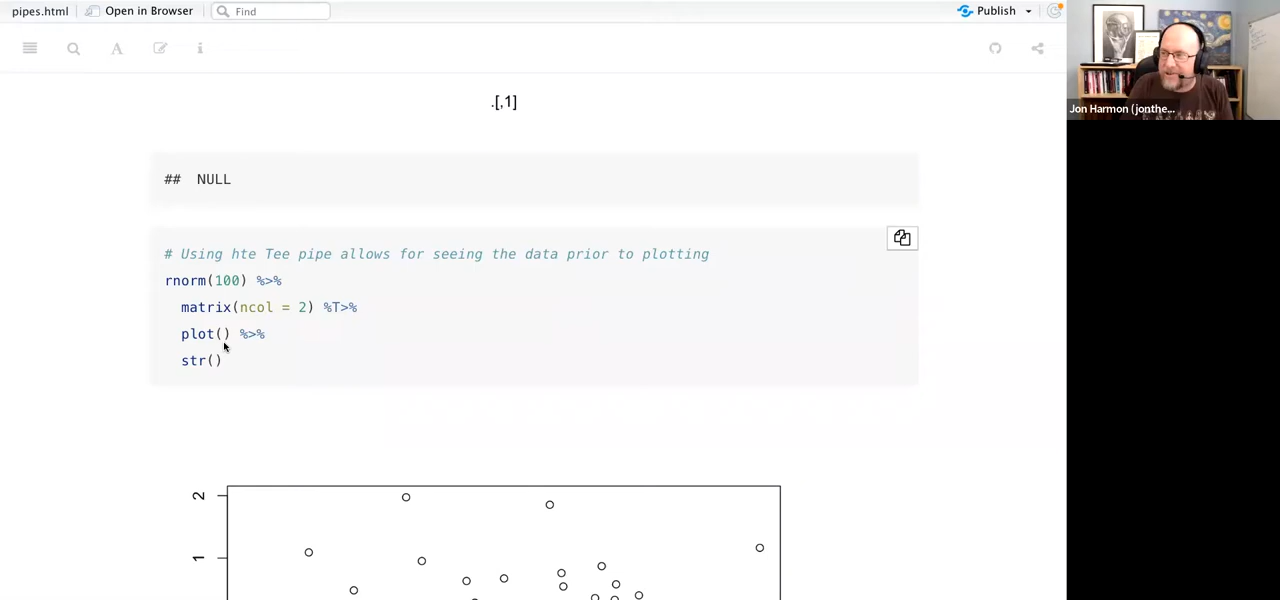 pipes.html Open in Browser Find Publish
Jon Harmon (jonthe...
.[,1]
## NULL
# Using hte Tee pipe allows for seeing the data prior to plotting
rnorm(100) %>%
matrix(ncol = 2) %T>%
plot() %>%
str()
2
1